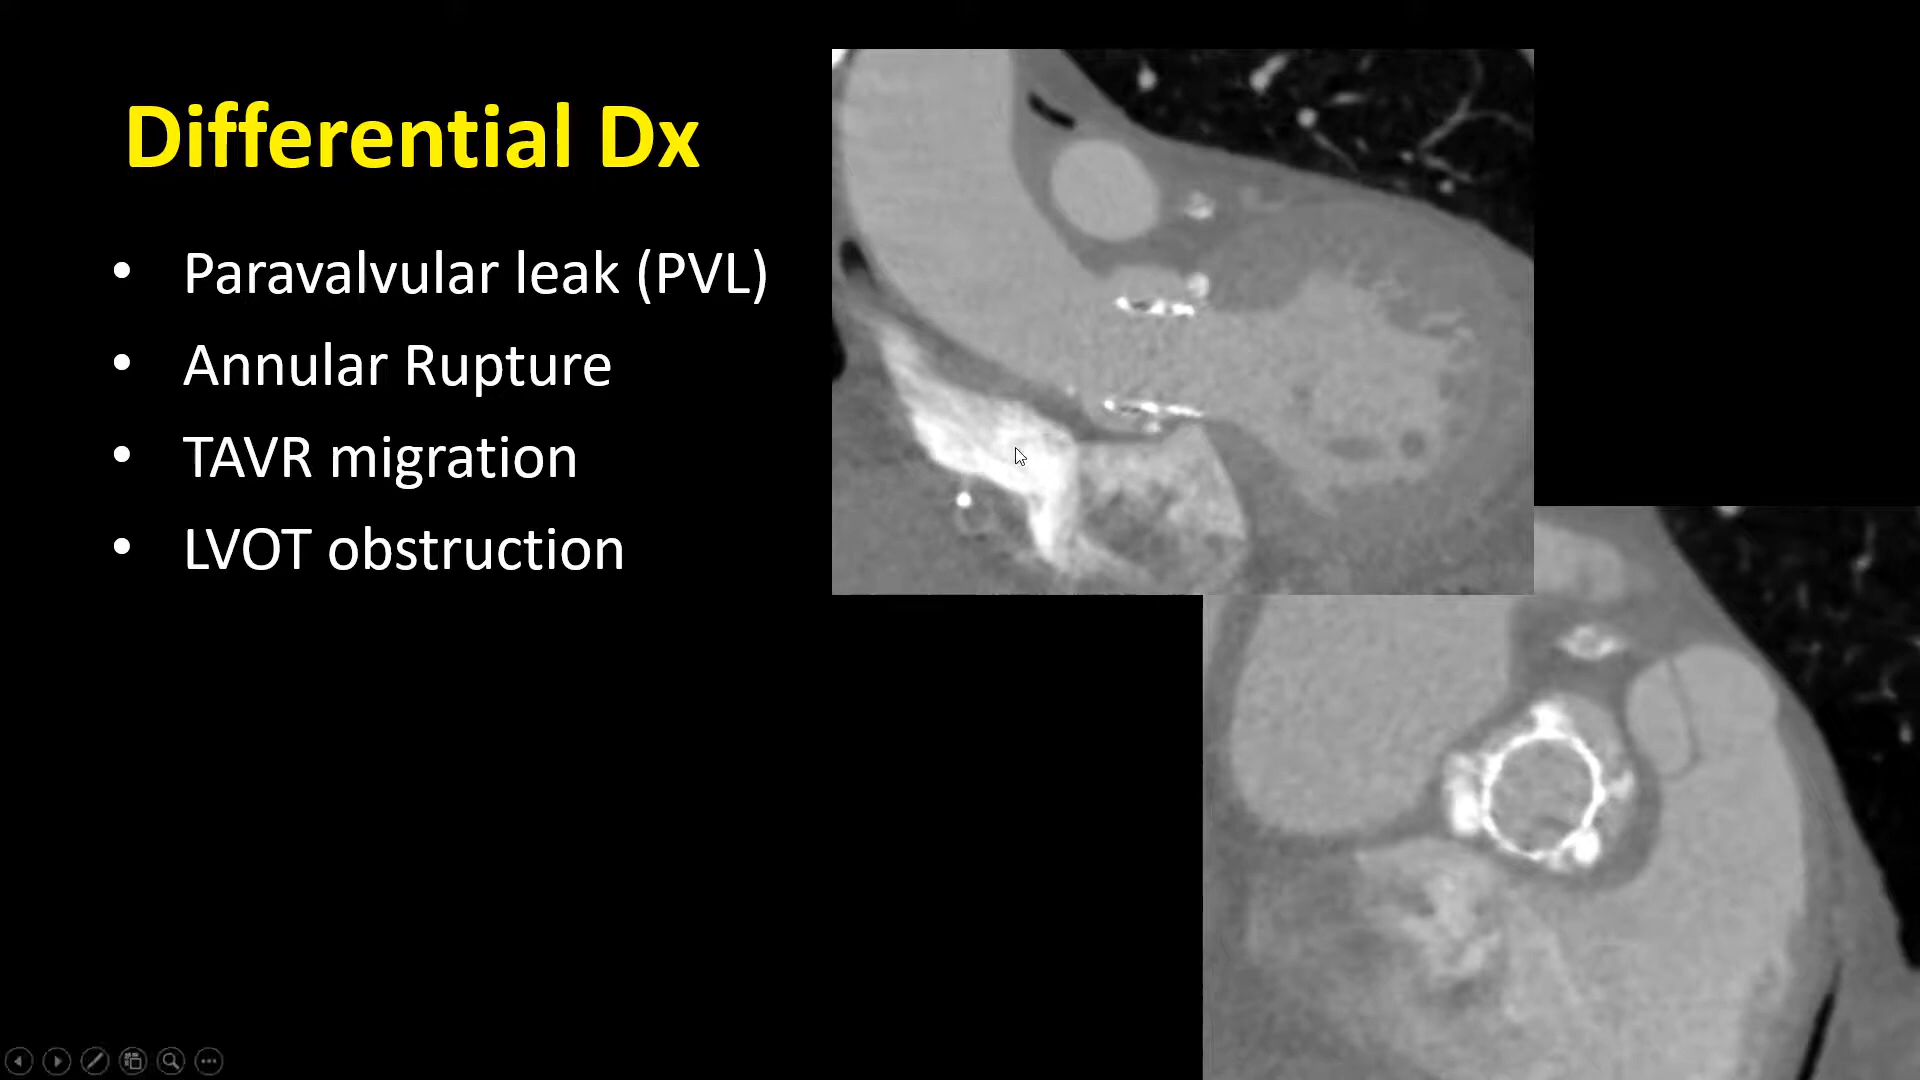 Differential Dx
• Paravalvular leak (PVL)
• Annular Rupture
• TAVR migration
• LVOT obstruction